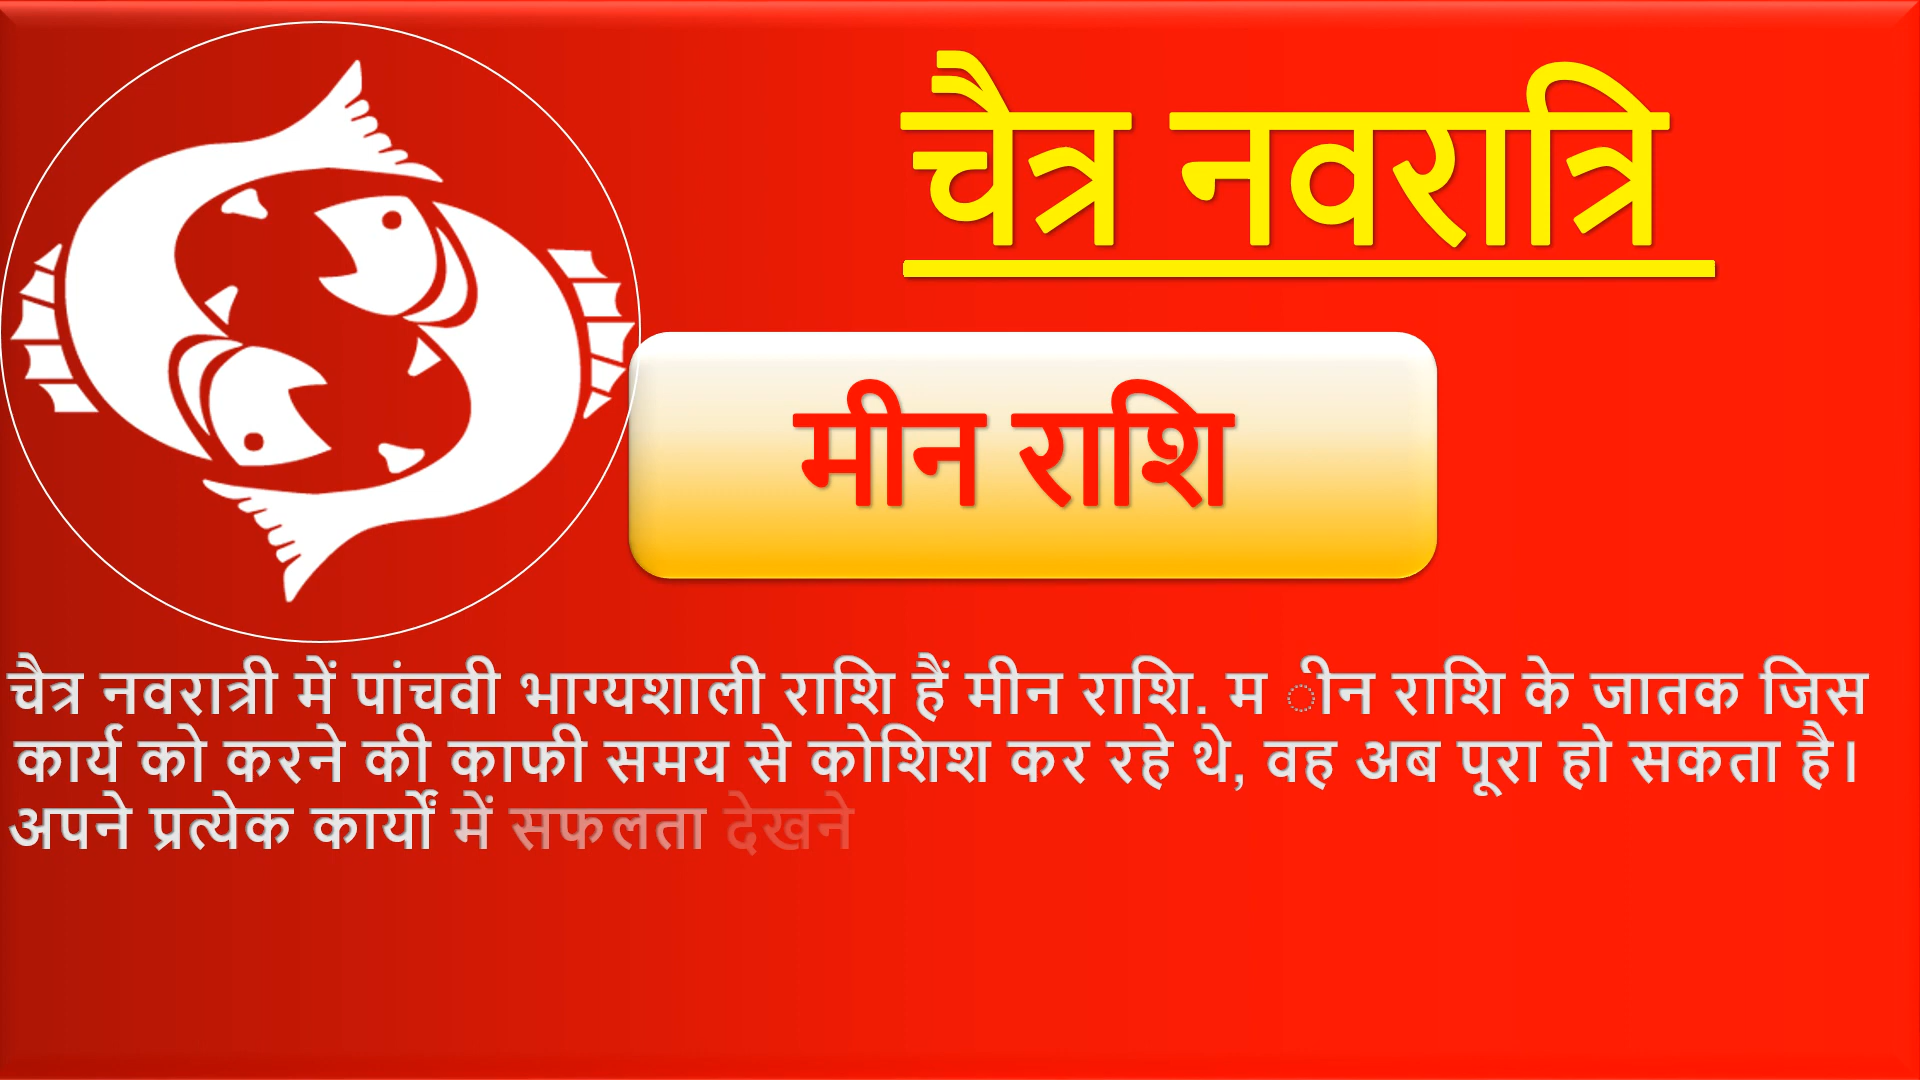 चैत्र नवरात्रि
मीन राशि
चैत्र नवरात्री में पांचवी भाग्यशाली राशि हैं मीन राशि. म ीन राशि के जातक जिस
कार्य को करने की काफी समय से कोशिश कर रहे थे, वह अब पूरा हो सकता है।
अपने प्रत्येक कार्यों में सफलता देखने